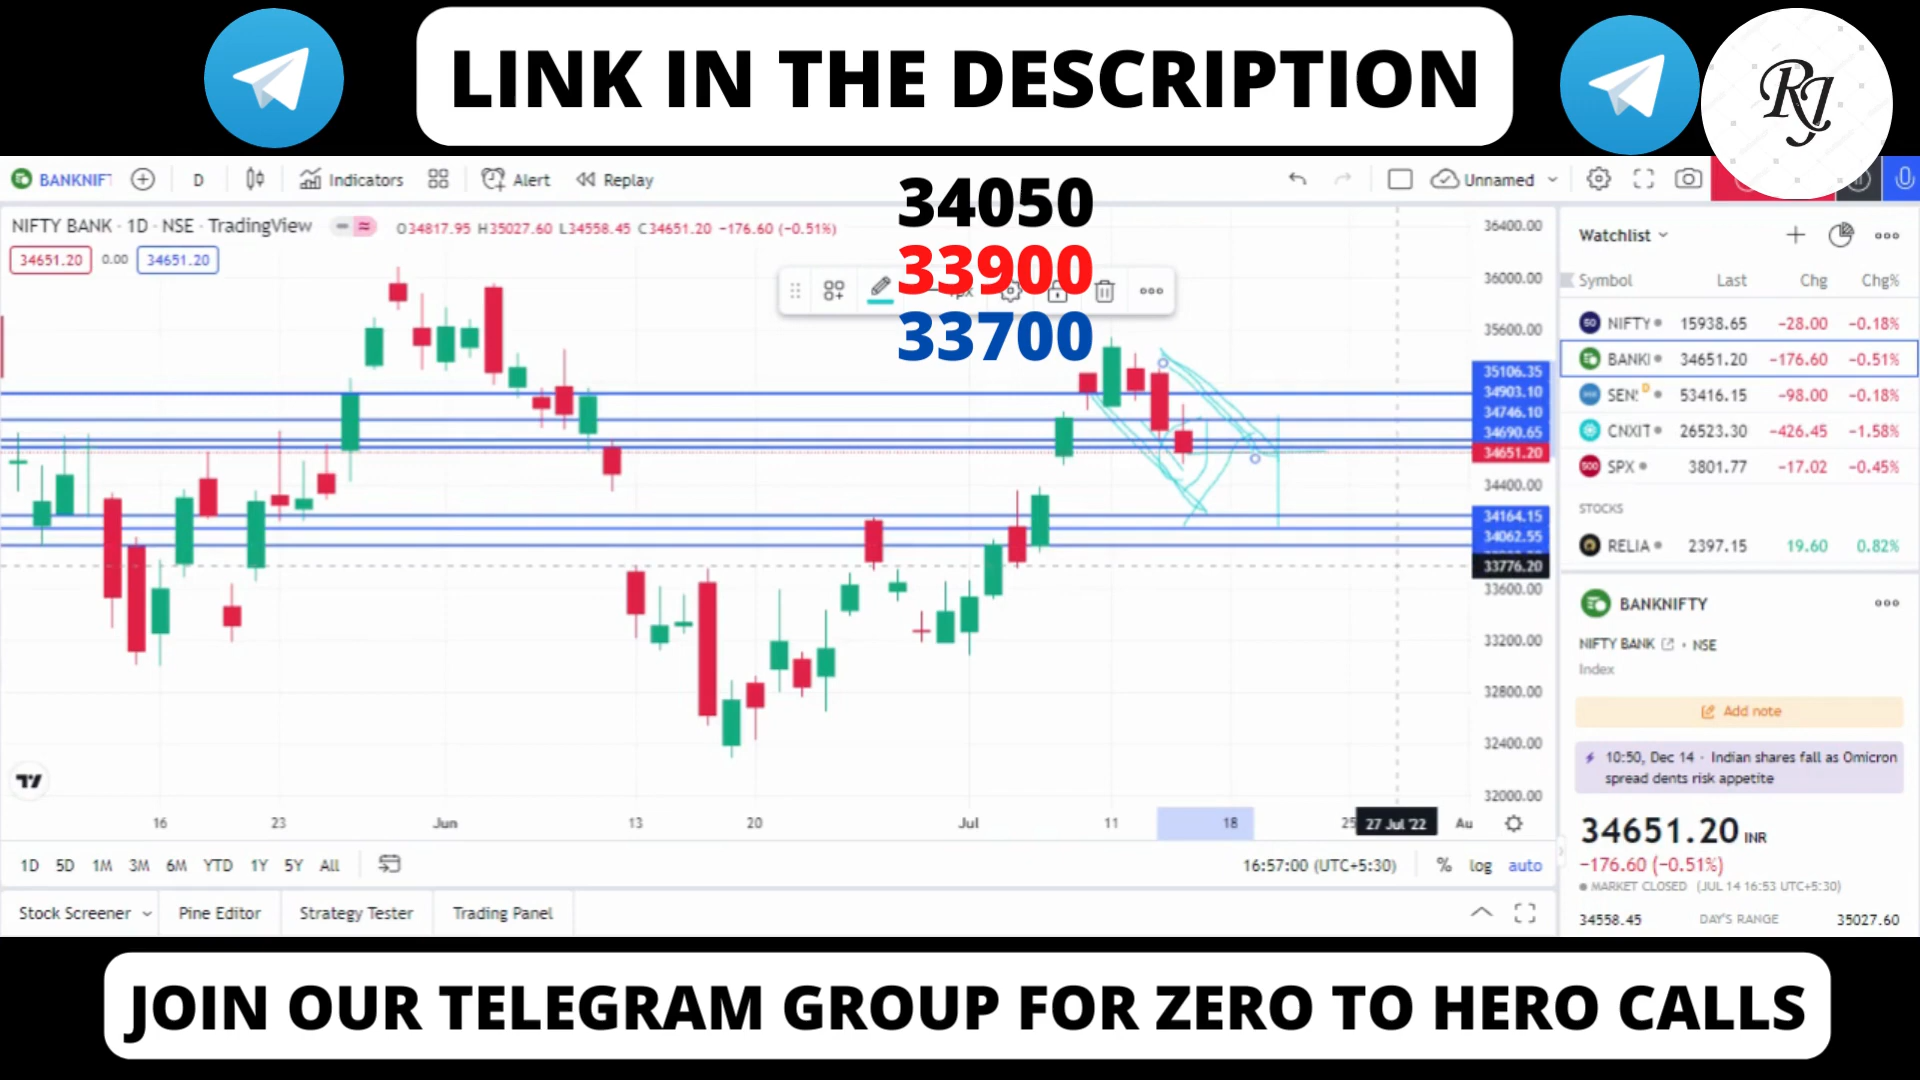 LINK IN THE DESCRIPTION
RJ
BANKNIF
D
Indicators
Alert
Replay
Unnamed
34050
33900
33700
NIFTY BANK · 1D · NSE · TradingView
O34817.95 H35027.60 L34558.45 C34651.20 −176.60 (−0.51%)
34651.20 0.00 34651.20
36400.00
36000.00
35600.00
35106.35
34903.10
34746.10
34690.65
34651.20
34400.00
34164.15
34062.55
33776.20
33600.00
33200.00
32800.00
32400.00
32000.00
16 23 Jun 13 20 Jul 11 18 25 27 Jul '22 Au
1D 5D 1M 3M 6M YTD 1Y 5Y All
16:57:00 (UTC+5:30) % log auto
Stock Screener Pine Editor Strategy Tester Trading Panel
Watchlist
Symbol Last Chg Chg%
50 NIFTY 15938.65 −28.00 −0.18%
BANKI 34651.20 −176.60 −0.51%
SEN: D 53416.15 −98.00 −0.18%
CNXIT 26523.30 −426.45 −1.58%
500 SPX 3801.77 −17.02 −0.45%
STOCKS
RELIA 2397.15 19.60 0.82%
BANKNIFTY
NIFTY BANK · NSE
Index
Add note
10:50, Dec 14 · Indian shares fall as Omicron
spread dents risk appetite
34651.20 INR
−176.60 (−0.51%)
MARKET CLOSED (JUL 14 16:53 UTC+5:30)
34558.45 DAY'S RANGE 35027.60
JOIN OUR TELEGRAM GROUP FOR ZERO TO HERO CALLS